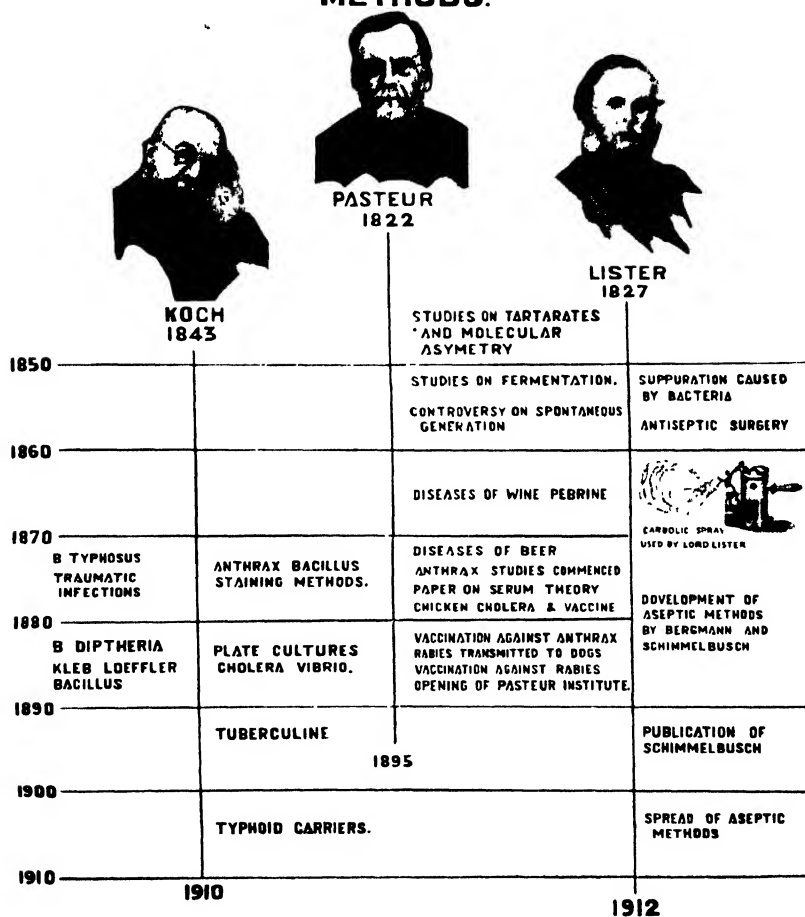 METHODS.
PASTEUR
1822
KOCH
1843
LISTER
1827
STUDIES ON TARTARATES
AND MOLECULAR
ASYMETRY
1850
STUDIES ON FERMENTATION.
CONTROVERSY ON SPONTANEOUS
GENERATION
SUPPURATION CAUSED
BY BACTERIA
ANTISEPTIC SURGERY
1860
DISEASES OF WINE PEBRINE
CARBOLIC SPRAY
USED BY LORD LISTER
1870
B TYPHOSUS
TRAUMATIC
INFECTIONS
ANTHRAX BACILLUS
STAINING METHODS.
DISEASES OF BEER
ANTHRAX STUDIES COMMENCED
PAPER ON SERUM THEORY
CHICKEN CHOLERA & VACCINE
DOVELOPMENT OF
ASEPTIC METHODS
BY BERGMANN AND
SCHIMMELBUSCH
1880
B DIPTHERIA
KLEB LOEFFLER
BACILLUS
PLATE CULTURES
CHOLERA VIBRIO.
VACCINATION AGAINST ANTHRAX
RABIES TRANSMITTED TO DOGS
VACCINATION AGAINST RABIES
OPENING OF PASTEUR INSTITUTE.
1890
TUBERCULINE
1895
PUBLICATION OF
SCHIMMELBUSCH
1900
TYPHOID CARRIERS.
SPREAD OF ASEPTIC
METHODS
1910
1910
1912